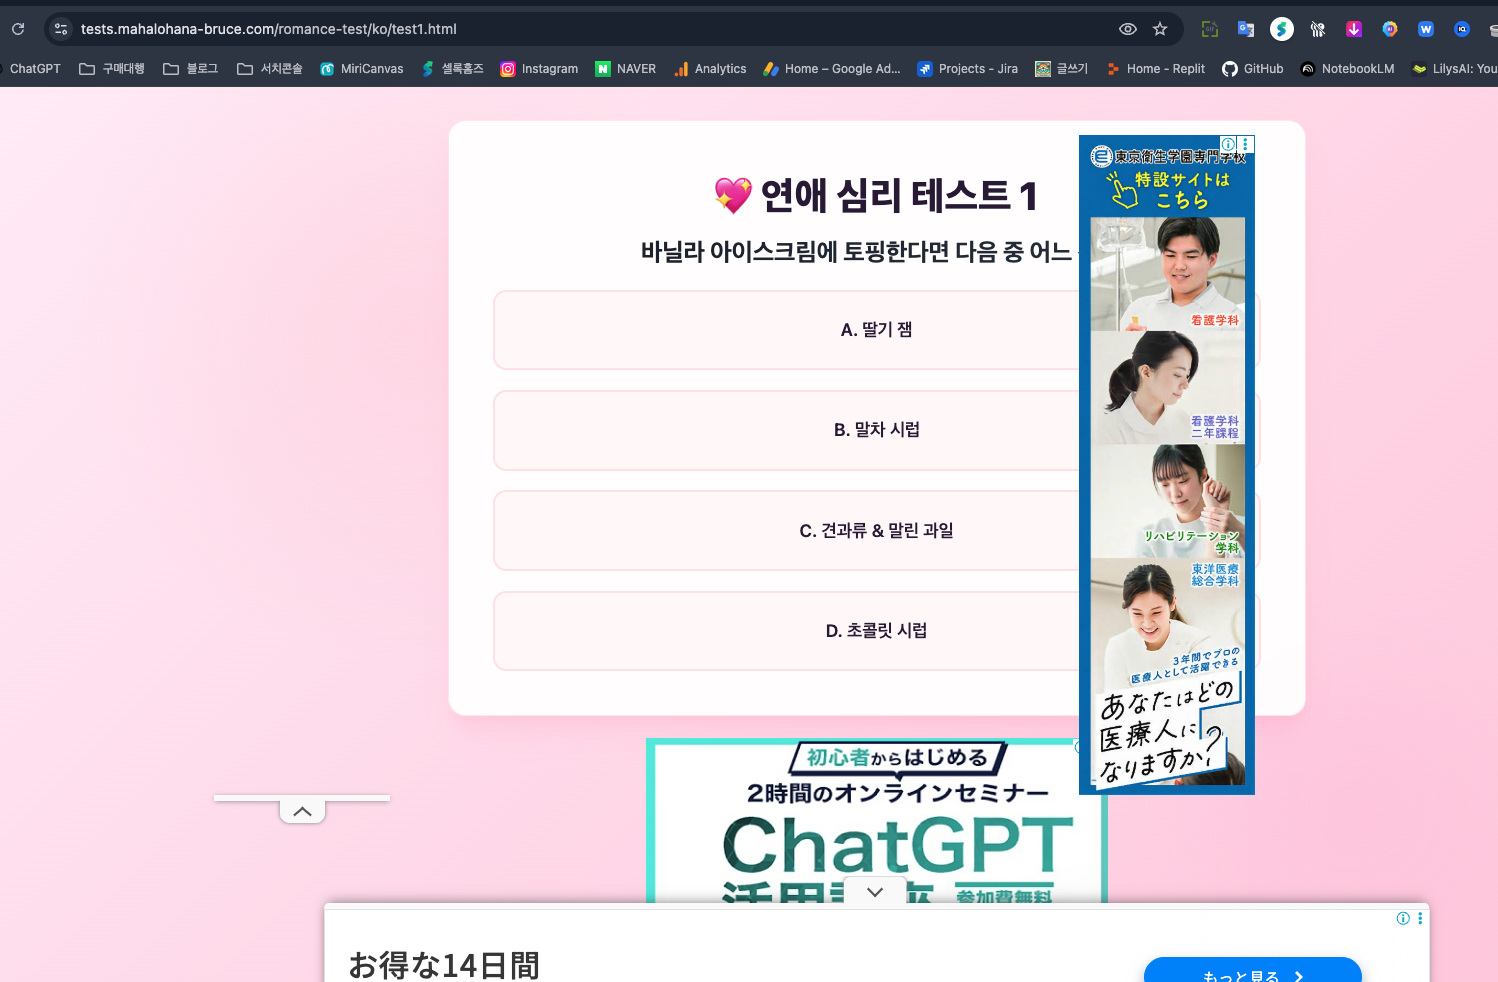 tests.mahalohana-bruce.com/romance-test/ko/test1.html
ChatGPT 구매대행 블로그 서치콘솔 MiriCanvas 셀록홈즈 Instagram NAVER Analytics Home – Google Ad... Projects - Jira 글쓰기 Home - Replit GitHub NotebookLM LilysAI: You
💖 연애 심리 테스트 1
바닐라 아이스크림에 토핑한다면 다음 중 어느
A. 딸기 잼
B. 말차 시럽
C. 견과류 & 말린 과일
D. 초콜릿 시럽
東京衛生学園専門学校
特設サイトは
こちら
看護学科
看護学科
二年課程
リハビリテーション
学科
東洋医療
総合学科
3年間でプロの
医療人として活躍できる
あなたはどの
医療人に
なりますか?
初心者からはじめる
2時間のオンラインセミナー
ChatGPT
活用講座
参加費無料
お得な14日間
もっと見る